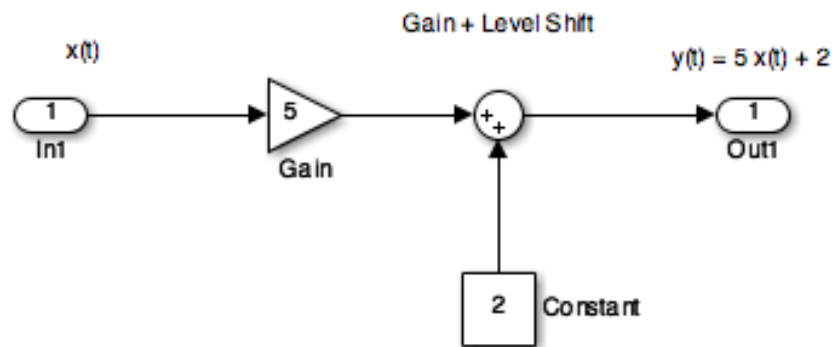 Gain + Level Shift
x(t)
y(t) = 5 x(t) + 2
1
5
+
+
1
In1
Gain
Out1
2
Constant